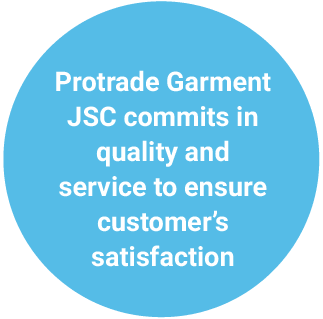 Protrade Garment
JSC commits in
quality and
service to ensure
customer’s
satisfaction